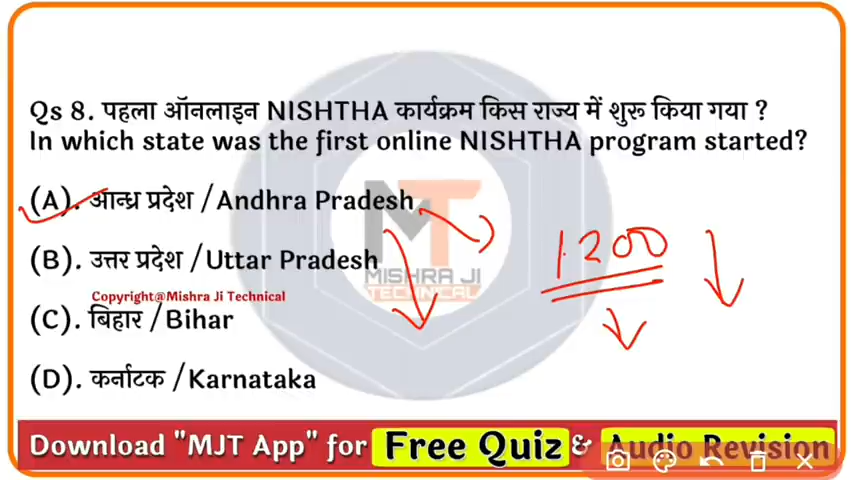 Qs 8. पहला ऑनलाइन NISHTHA कार्यक्रम किस राज्य में शुरू किया गया ?
In which state was the first online NISHTHA program started?
(A). आन्ध्र प्रदेश /Andhra Pradesh
(B). उत्तर प्रदेश /Uttar Pradesh
1200
MISHRA JI
TECHNICAL
Copyright@Mishra Ji Technical
(C). बिहार /Bihar
(D). कर्नाटक /Karnataka
Download "MJT App" for Free Quiz & Audio Revision